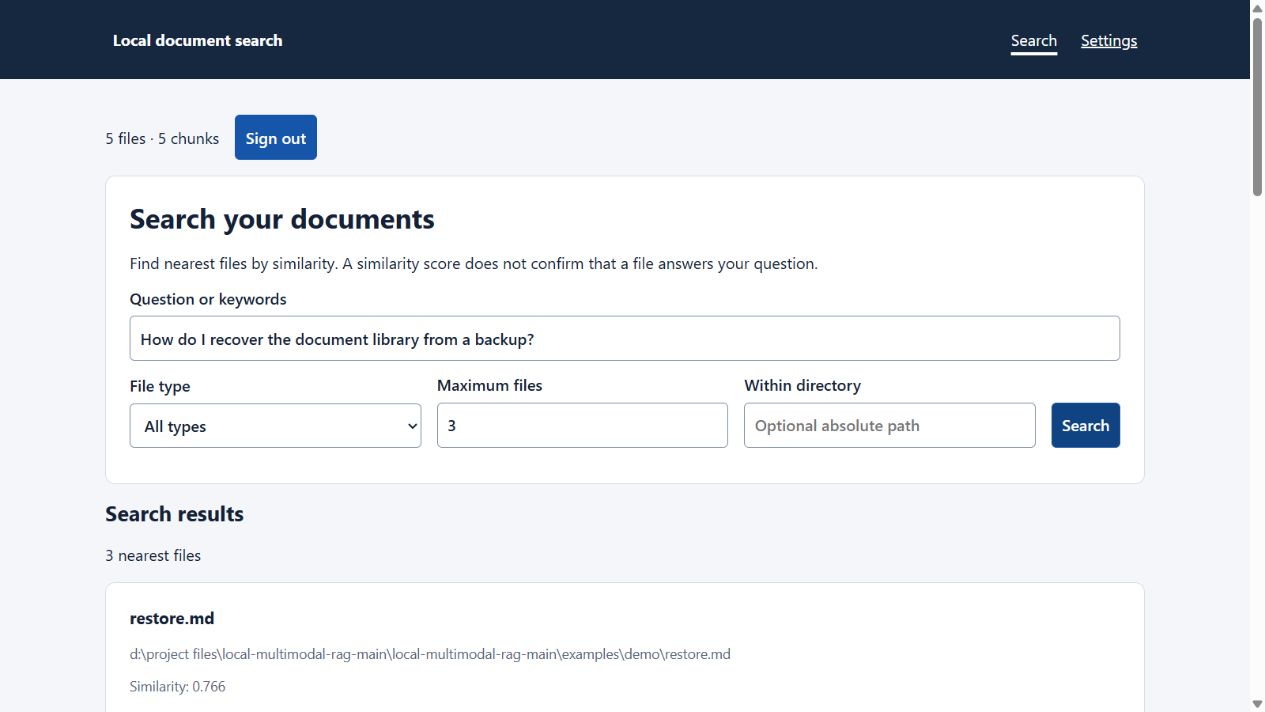 Local document search
Search Settings
5 files · 5 chunks Sign out
Search your documents
Find nearest files by similarity. A similarity score does not confirm that a file answers your question.
Question or keywords
How do I recover the document library from a backup?
File type Maximum files Within directory
All types 3 Optional absolute path Search
Search results
3 nearest files
restore.md
d:\project files\local-multimodal-rag-main\local-multimodal-rag-main\examples\demo\restore.md
Similarity: 0.766